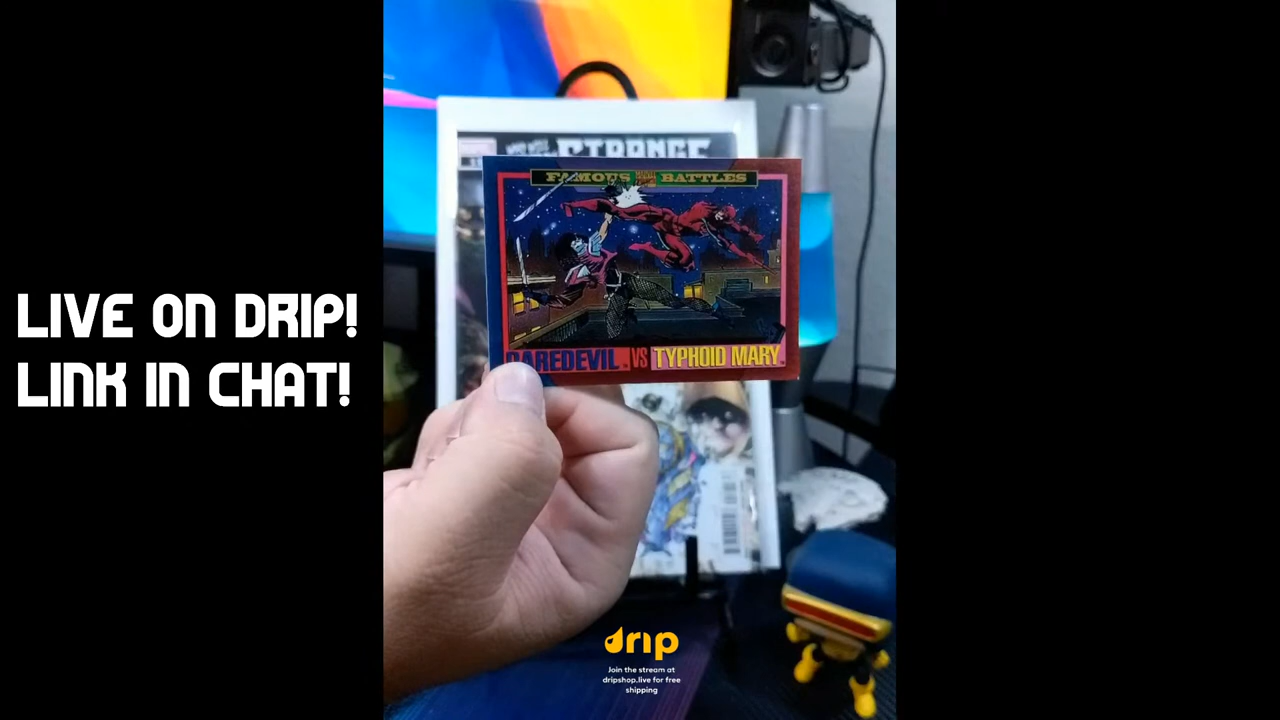 LIVE ON DRIP!
LINK IN CHAT!
STRANGE
FAMOUS BATTLES
DAREDEVIL VS TYPHOID MARY
drip
Join the stream at
dripshop.live for free
shipping